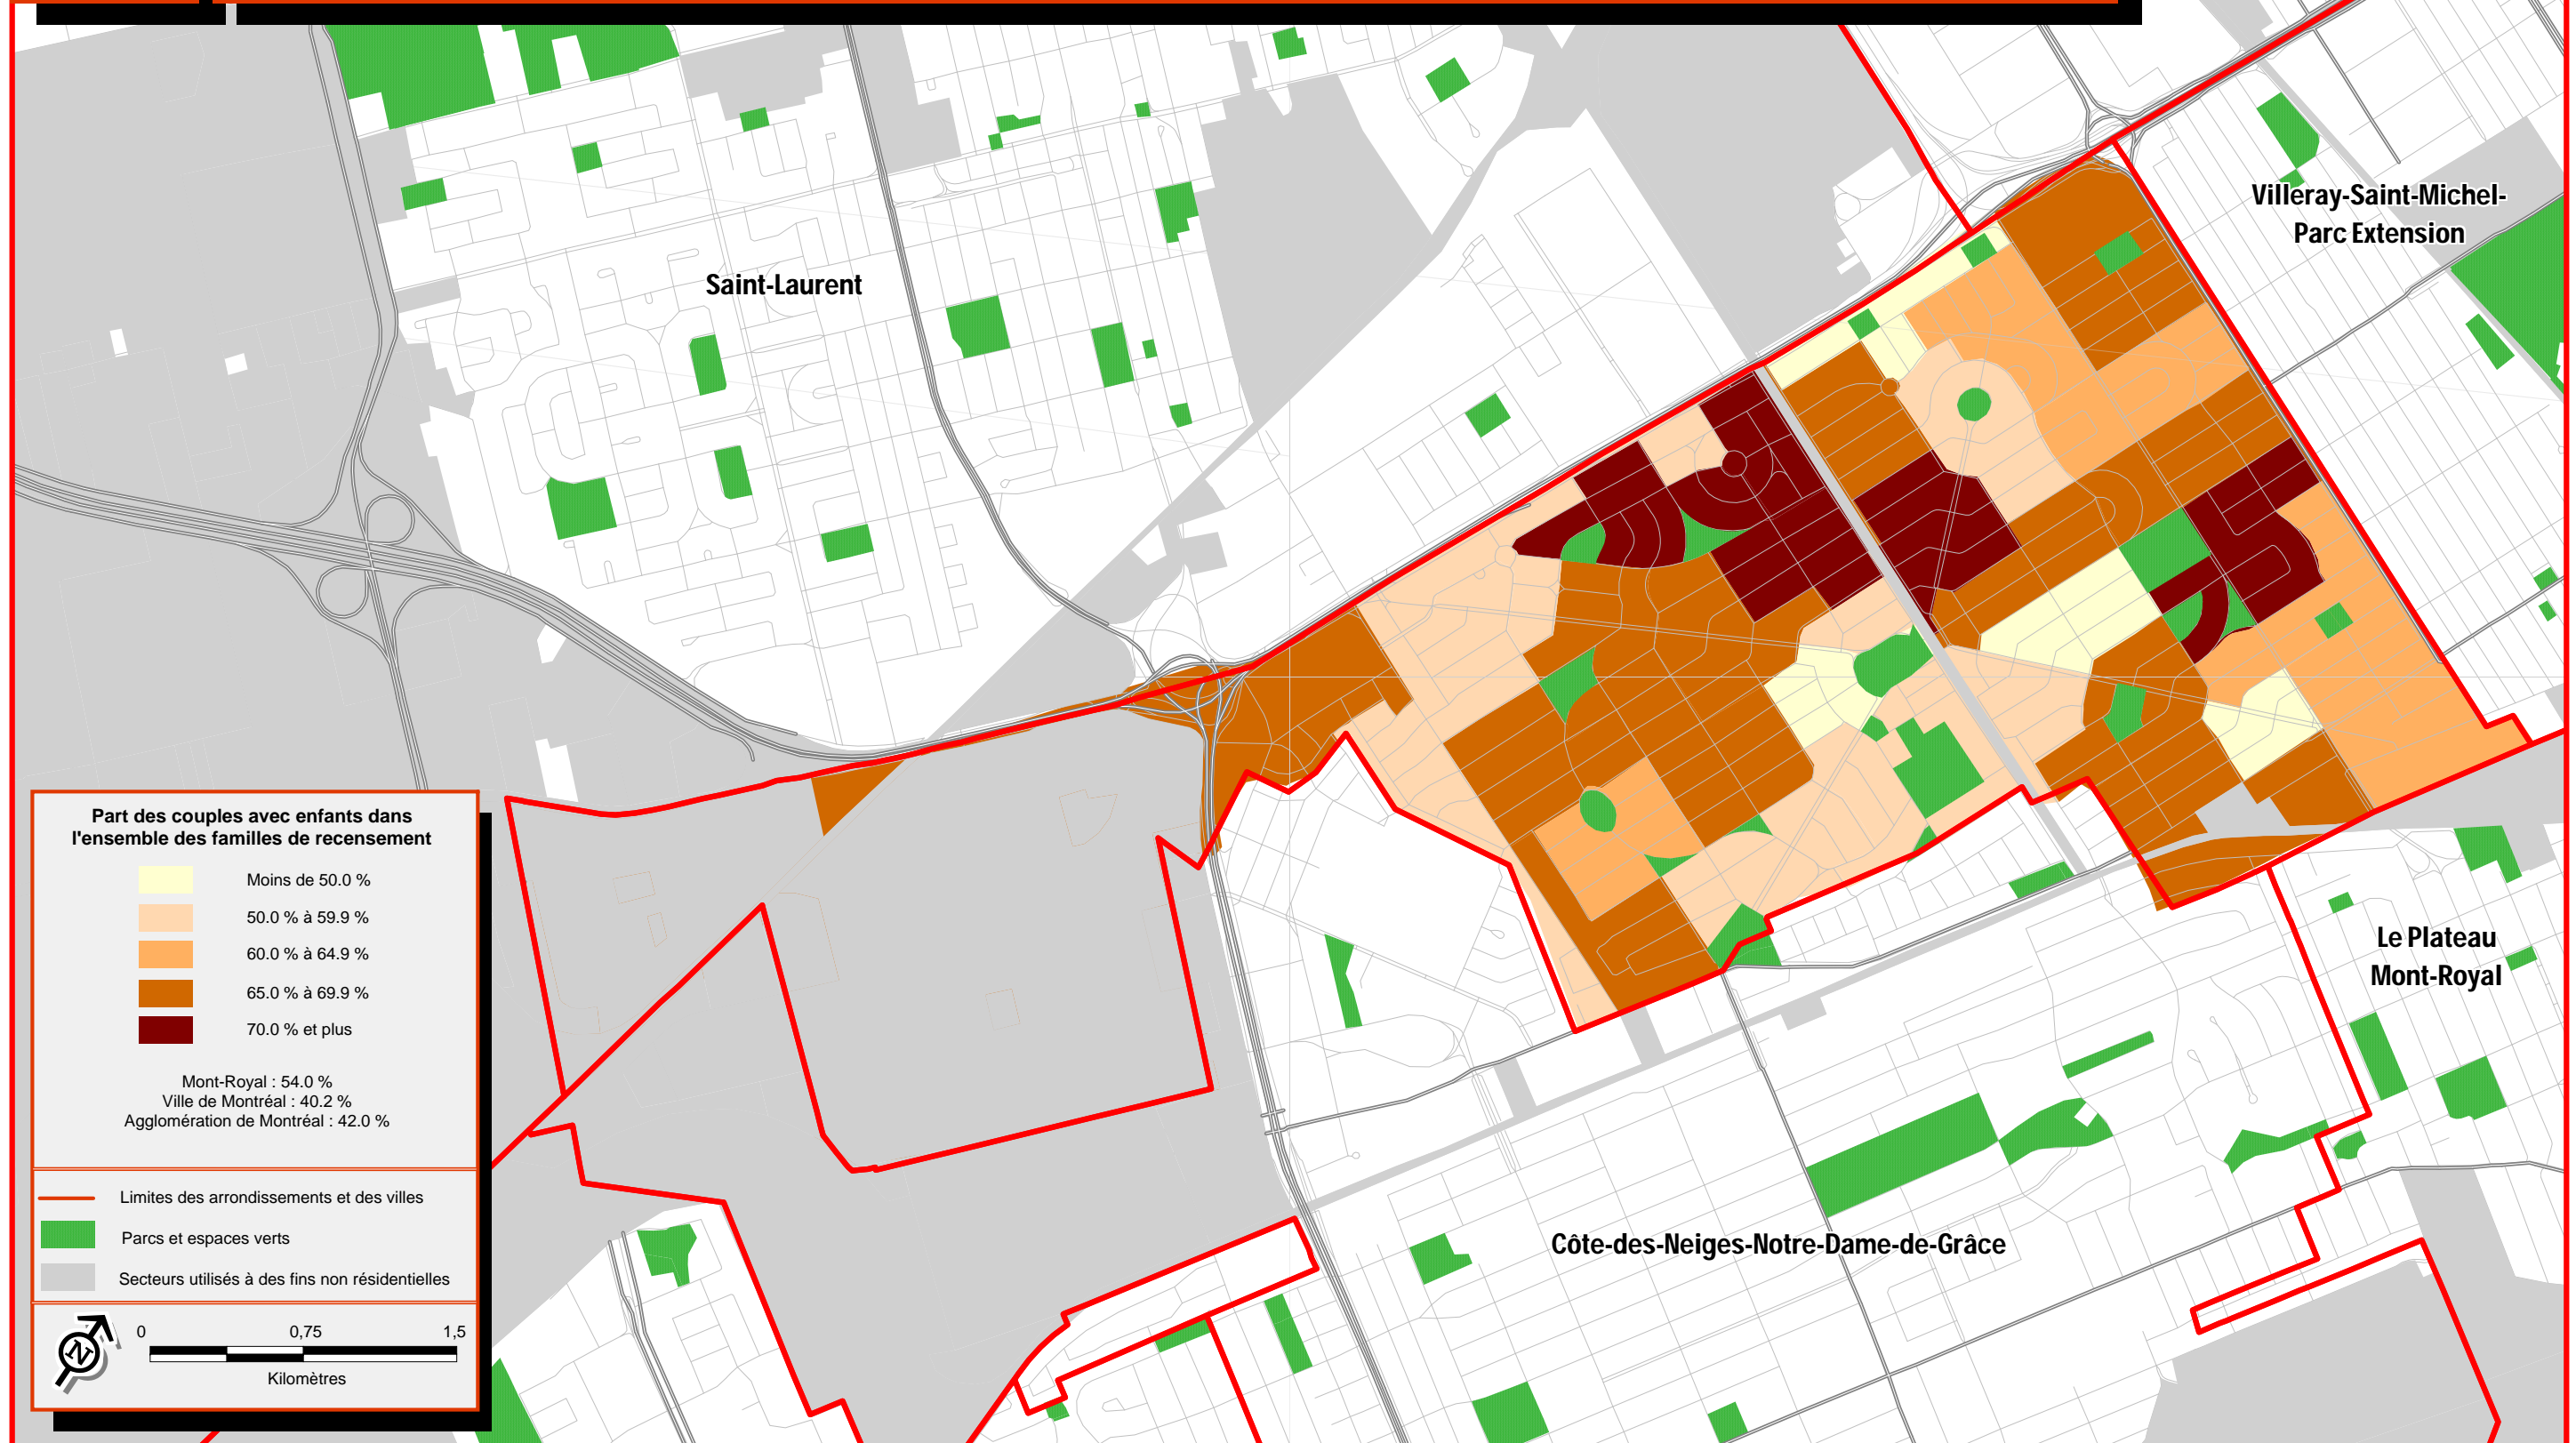 Villeray-Saint-Michel-
Parc Extension
Saint-Laurent
Le Plateau
Mont-Royal
Côte-des-Neiges-Notre-Dame-de-Grâce
Part des couples avec enfants dans
l'ensemble des familles de recensement
Moins de 50.0 %
50.0 % à 59.9 %
60.0 % à 64.9 %
65.0 % à 69.9 %
70.0 % et plus
Mont-Royal : 54.0 %
Ville de Montréal : 40.2 %
Agglomération de Montréal : 42.0 %
Limites des arrondissements et des villes
Parcs et espaces verts
Secteurs utilisés à des fins non résidentielles
N
0 0,75 1,5
Kilomètres